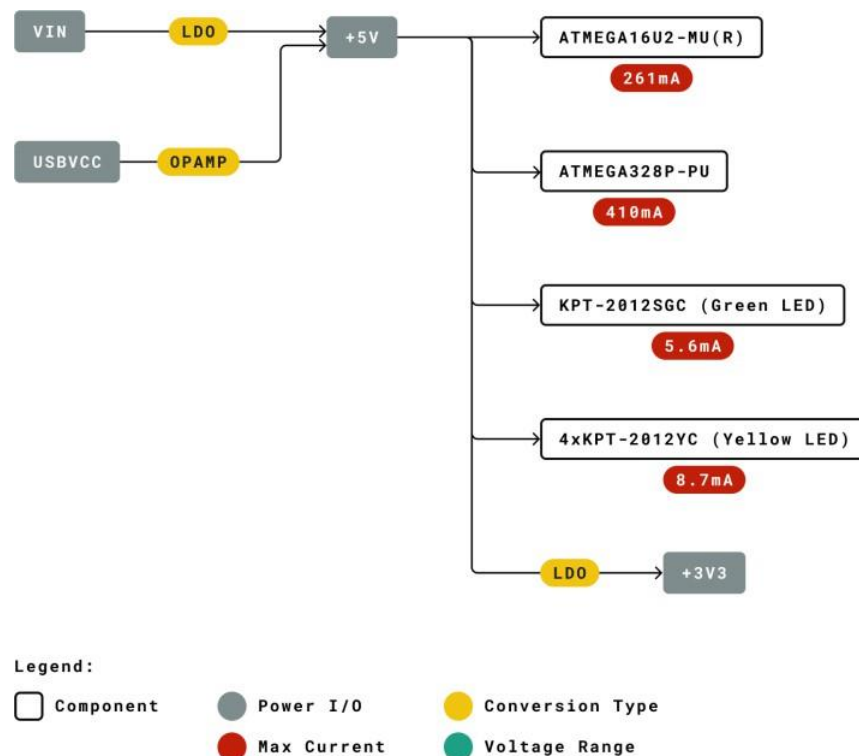 VIN
LDO
+5V
ATMEGA16U2-MU(R)
261mA
USBVCC
OPAMP
ATMEGA328P-PU
410mA
KPT-2012SGC (Green LED)
5.6mA
4xKPT-2012YC (Yellow LED)
8.7mA
LDO
+3V3
Legend:
Component
Power I/O
Conversion Type
Max Current
Voltage Range